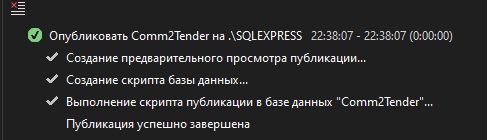 Опубликовать Comm2Tender на .\SQLEXPRESS 22:38:07 - 22:38:07 (0:00:00)
Создание предварительного просмотра публикации...
Создание скрипта базы данных...
Выполнение скрипта публикации в базе данных "Comm2Tender"...
Публикация успешно завершена